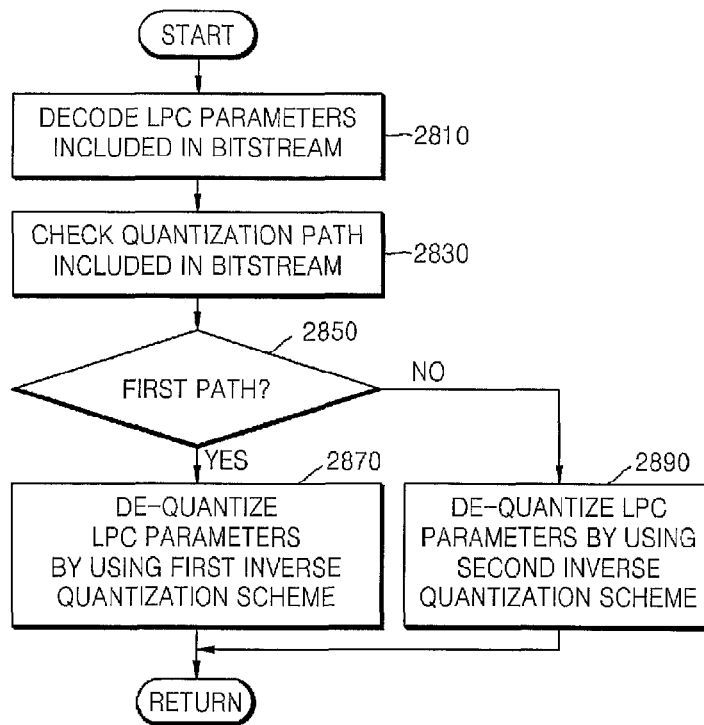 START
DECODE LPC PARAMETERS
INCLUDED IN BITSTREAM
2810
CHECK QUANTIZATION PATH
INCLUDED IN BITSTREAM
2830
2850
FIRST PATH?
NO
YES
2870
DE-QUANTIZE
LPC PARAMETERS
BY USING FIRST INVERSE
QUANTIZATION SCHEME
2890
DE-QUANTIZE LPC
PARAMETERS BY USING
SECOND INVERSE
QUANTIZATION SCHEME
RETURN